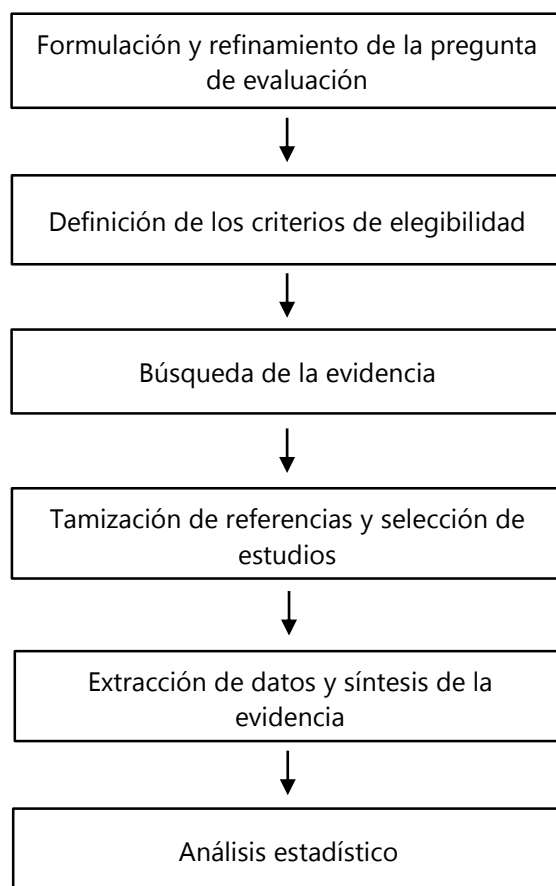 Formulación y refinamiento de la pregunta
de evaluación
Definición de los criterios de elegibilidad
Búsqueda de la evidencia
Tamización de referencias y selección de
estudios
Extracción de datos y síntesis de la
evidencia
Análisis estadístico